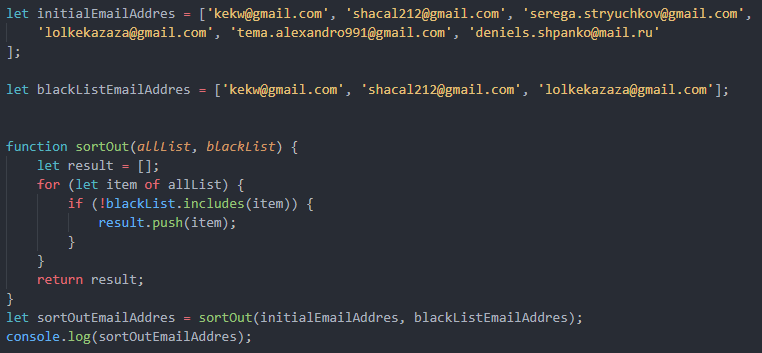 let initialEmailAddres = ['kekw@gmail.com', 'shacal212@gmail.com', 'serega.stryuchkov@gmail.com',
    'lolkekazaza@gmail.com', 'tema.alexandro991@gmail.com', 'deniels.shpanko@mail.ru'
];
let blackListEmailAddres = ['kekw@gmail.com', 'shacal212@gmail.com', 'lolkekazaza@gmail.com'];
function sortOut(allList, blackList) {
    let result = [];
    for (let item of allList) {
        if (!blackList.includes(item)) {
            result.push(item);
        }
    }
    return result;
}
let sortOutEmailAddres = sortOut(initialEmailAddres, blackListEmailAddres);
console.log(sortOutEmailAddres);